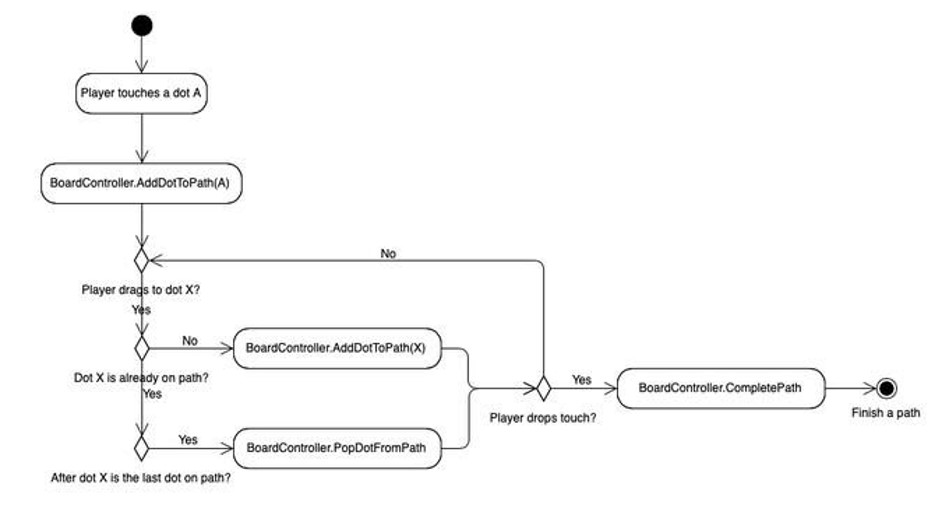 Player touches a dot A
BoardController.AddDotToPath(A)
No
Player drags to dot X?
Yes
No
BoardController.AddDotToPath(X)
Dot X is already on path?
Yes
Yes
BoardController.CompletePath
Player drops touch?
Finish a path
Yes
BoardController.PopDotFromPath
After dot X is the last dot on path?